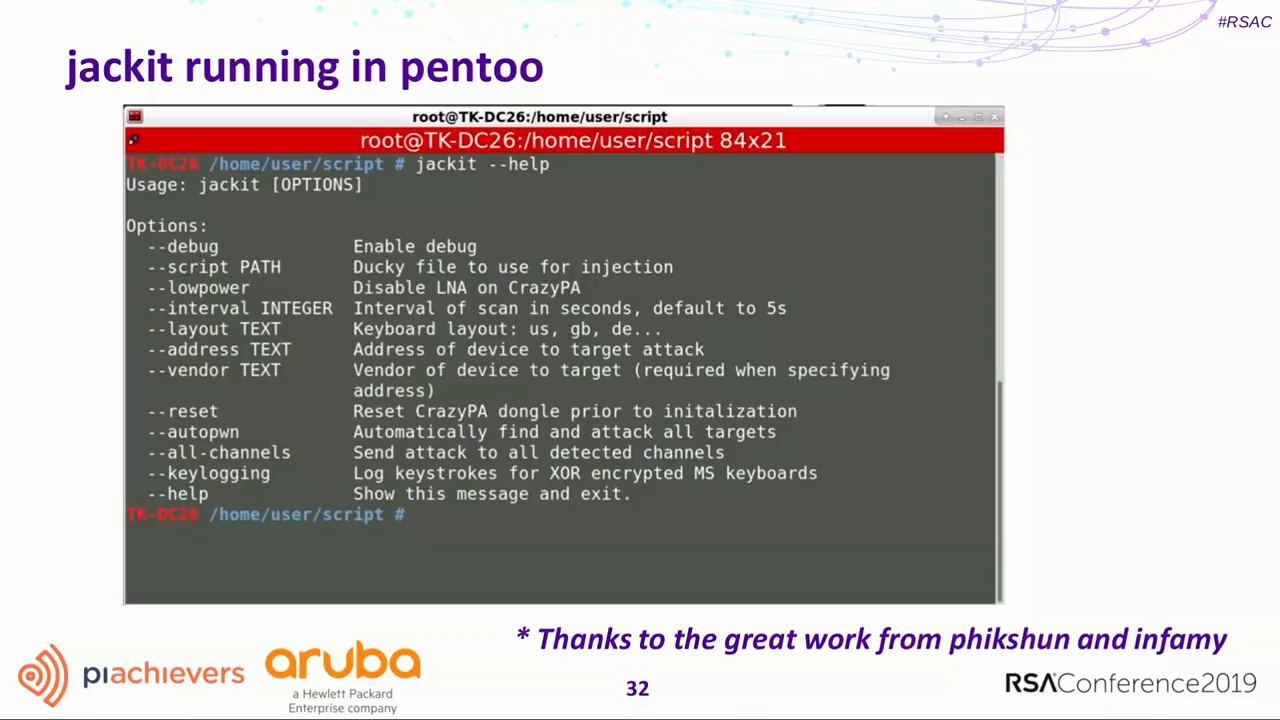 #RSAC
jackit running in pentoo
root@TK-DC26:/home/user/script
root@TK-DC26:/home/user/script 84x21
TK-DC26 /home/user/script # jackit --help
Usage: jackit [OPTIONS]
Options:
--debug Enable debug
--script PATH Ducky file to use for injection
--lowpower Disable LNA on CrazyPA
--interval INTEGER Interval of scan in seconds, default to 5s
--layout TEXT Keyboard layout: us, gb, de...
--address TEXT Address of device to target attack
--vendor TEXT Vendor of device to target (required when specifying
address)
--reset Reset CrazyPA dongle prior to initalization
--autopwn Automatically find and attack all targets
--all-channels Send attack to all detected channels
--keylogging Log keystrokes for XOR encrypted MS keyboards
--help Show this message and exit.
TK-DC26 /home/user/script #
* Thanks to the great work from phikshun and infamy
piachievers
aruba
a Hewlett Packard
Enterprise company
32
RSAConference2019